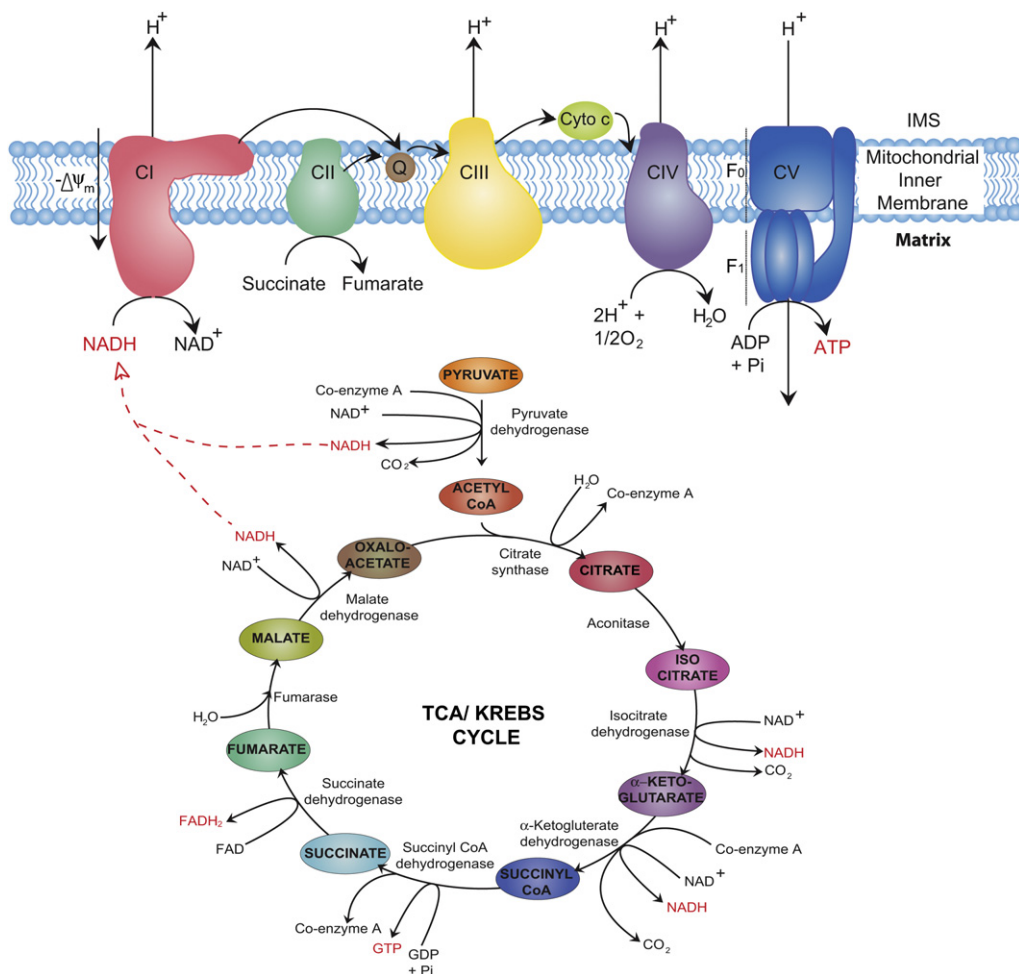 H+
H+
H+
H+
IMS
Cyto c
-ΔΨm
CI
CII
Q
CIII
CIV
F0
CV
Mitochondrial
Inner
Membrane
Matrix
F1
Succinate
Fumarate
NADH
NAD+
2H+ +
1/2O2
H2O
ADP
+ Pi
ATP
PYRUVATE
Co-enzyme A
NAD+
NADH
CO2
Pyruvate
dehydrogenase
ACETYL
CoA
H2O
Co-enzyme A
NADH
NAD+
OXALO-
ACETATE
Citrate
synthase
CITRATE
Malate
dehydrogenase
Aconitase
MALATE
ISO
CITRATE
Fumarase
H2O
TCA/ KREBS
CYCLE
Isocitrate
dehydrogenase
NAD+
NADH
CO2
FUMARATE
α-KETO-
GLUTARATE
Succinate
dehydrogenase
FADH2
FAD
α-Ketogluterate
dehydrogenase
Co-enzyme A
NAD+
NADH
CO2
SUCCINATE
Succinyl CoA
dehydrogenase
SUCCINYL
CoA
Co-enzyme A
GTP
GDP
+ Pi